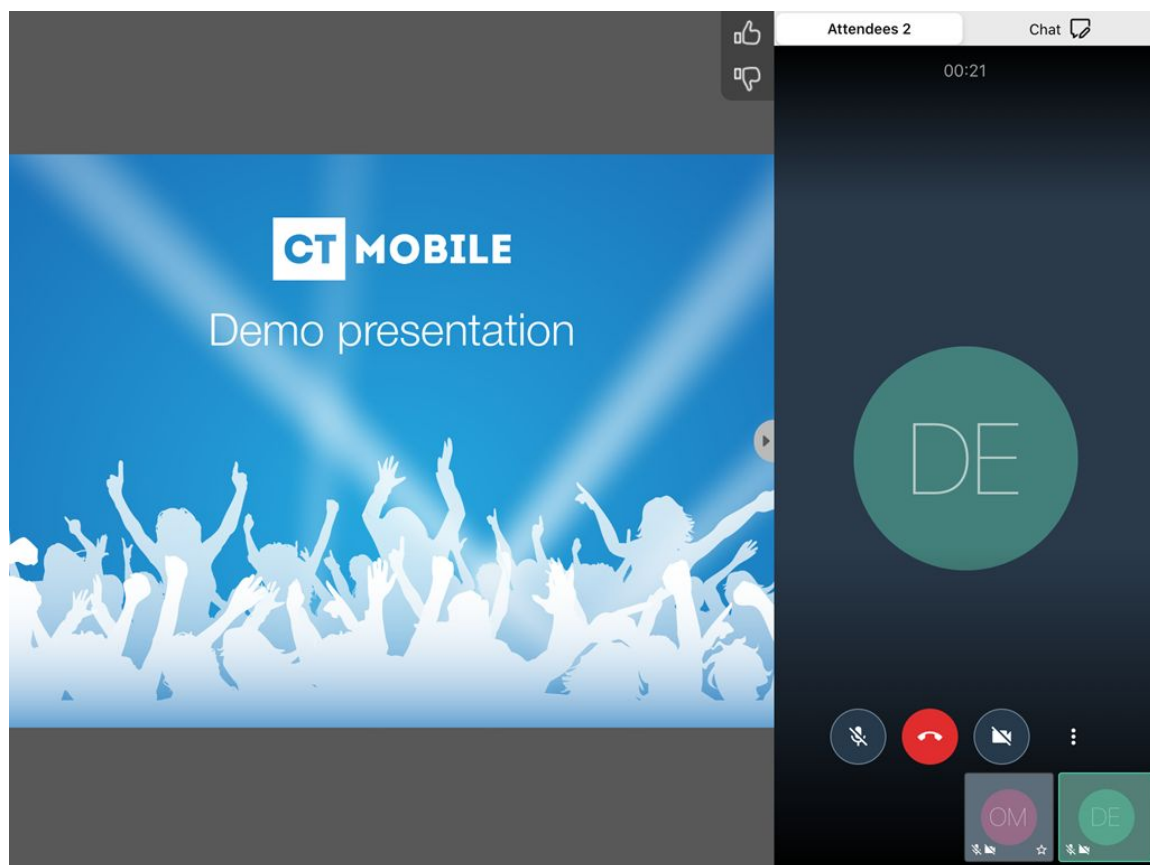 Attendees 2
Chat
00:21
CT MOBILE
Demo presentation
DE
OM
DE